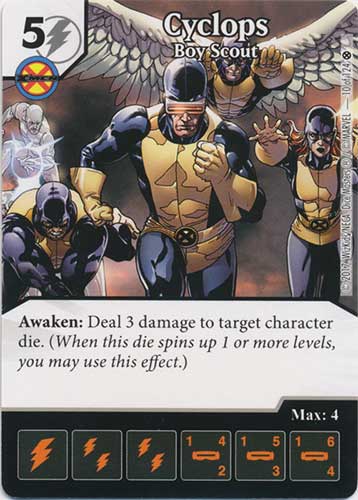 5
Cyclops
Boy Scout
X-MEN
Awaken: Deal 3 damage to target character
die. (When this die spins up 1 or more levels,
you may use this effect.)
Max: 4
1 4
2
1 5
3
1 6
4